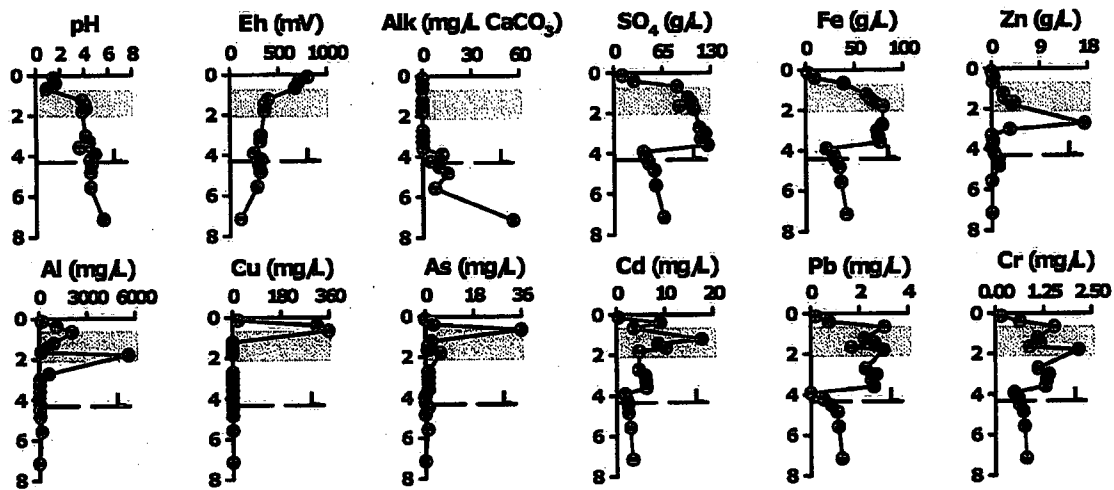 pH Eh (mV) Alk (mg/L CaCO₃) SO₄ (g/L) Fe (g/L) Zn (g/L)
0 2 4 6 8 0 500 1000 0 60 0 65 130 0 50 100 0 9 18
0 0 0 0 0 0
2 2 2 2 2 2
4 4 4 4 4 4
6 6 6 6 6 6
8 8 8 8 8 8
Al (mg/L) Cu (mg/L) As (mg/L) Cd (mg/L) Pb (mg/L) Cr (mg/L)
0 3000 6000 0 180 360 0 18 36 0 10 20 0 2 4 0.00 1.25 2.50
0 0 0 0 0 0
2 2 2 2 2 2
4 4 4 4 4 4
6 6 6 6 6 6
8 8 8 8 8 8